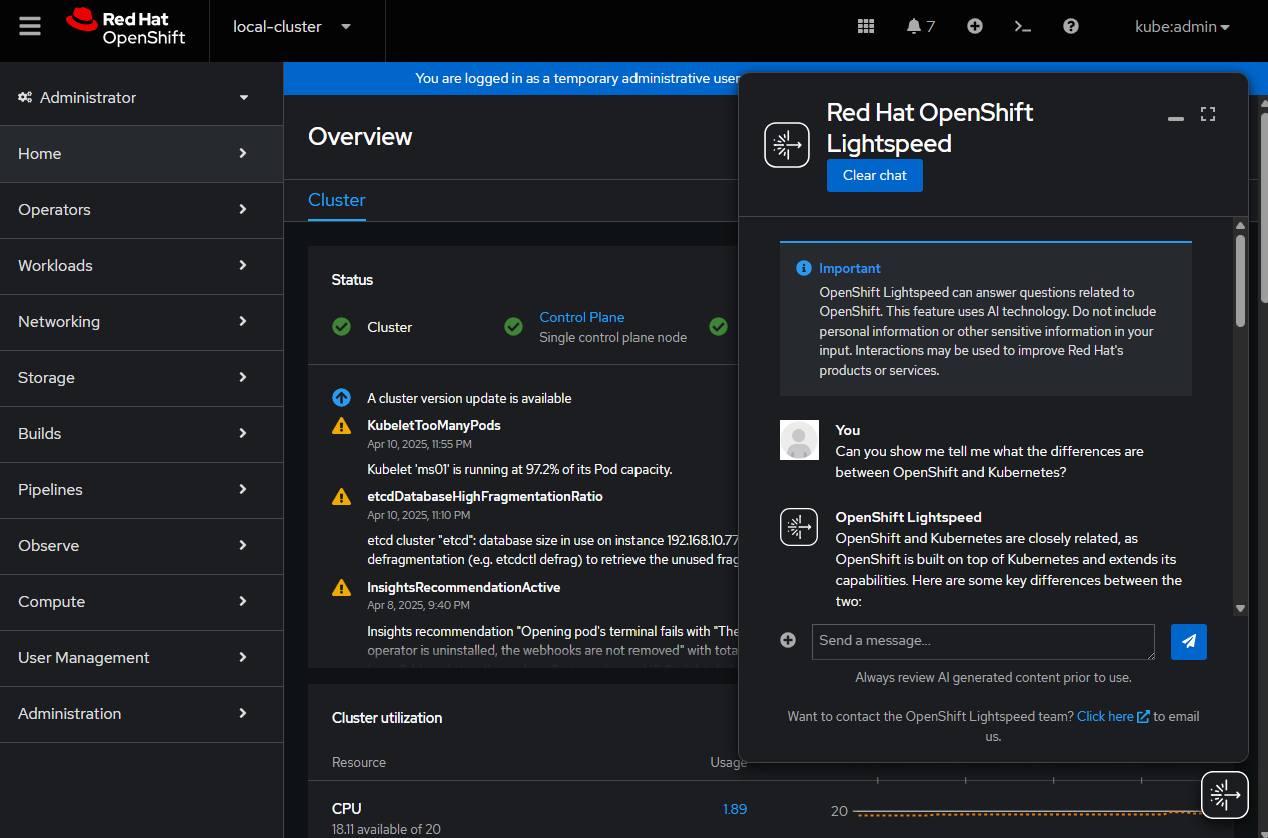 Red Hat
OpenShift
local-cluster
7
kube:admin
Administrator
Home
Operators
Workloads
Networking
Storage
Builds
Pipelines
Observe
Compute
User Management
Administration
You are logged in as a temporary administrative user
Overview
Cluster
Status
Cluster
Control Plane
Single control plane node
A cluster version update is available
KubeletTooManyPods
Apr 10, 2025, 11:55 PM
Kubelet 'ms01' is running at 97.2% of its Pod capacity.
etcdDatabaseHighFragmentationRatio
Apr 10, 2025, 11:10 PM
etcd cluster "etcd": database size in use on instance 192.168.10.77
defragmentation (e.g. etcdctl defrag) to retrieve the unused frag
InsightsRecommendationActive
Apr 8, 2025, 9:40 PM
Insights recommendation "Opening pod's terminal fails with "The
operator is uninstalled, the webhooks are not removed" with total
Cluster utilization
Resource
Usage
CPU
1.89
18.11 available of 20
20
Red Hat OpenShift
Lightspeed
Clear chat
Important
OpenShift Lightspeed can answer questions related to
OpenShift. This feature uses AI technology. Do not include
personal information or other sensitive information in your
input. Interactions may be used to improve Red Hat's
products or services.
You
Can you show me tell me what the differences are
between OpenShift and Kubernetes?
OpenShift Lightspeed
OpenShift and Kubernetes are closely related, as
OpenShift is built on top of Kubernetes and extends its
capabilities. Here are some key differences between the
two:
Send a message...
Always review AI generated content prior to use.
Want to contact the OpenShift Lightspeed team? Click here to email
us.